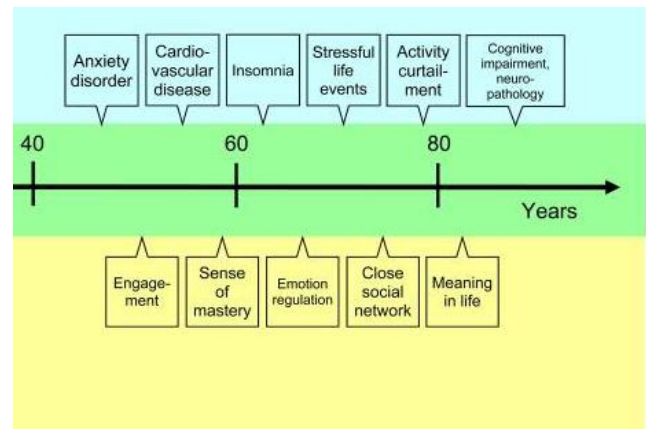 Anxiety
disorder
Cardio-
vascular
disease
Insomnia
Stressful
life
events
Activity
curtail-
ment
Cognitive
impairment,
neuro-
pathology
40
60
80
Years
Engage-
ment
Sense
of
mastery
Emotion
regulation
Close
social
network
Meaning
in life